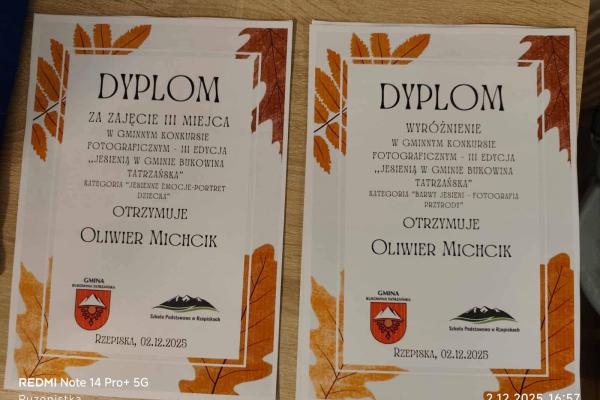 DYPLOM
ZA ZAJĘCIE III MIEJCA
W GMINNYM KONKURSIE
FOTOGRAFICZNYM - III EDYCJA
,,JESIENIĄ W GMINIE BUKOWINA
TATRZAŃSKA"
KATEGORIA "JESIENNE EMOCJE-PORTRET
DZIECKA"
OTRZYMUJE
OLIWIER MICHCIK
GMINA
BUKOWINA TATRZAŃSKA
Szkoła Podstawowa w Rzepiskach
RZEPISKA, 02.12.2025
DYPLOM
WYRÓŻNIENIE
W GMINNYM KONKURSIE
FOTOGRAFICZNYM - III EDYCJA
,,JESIENIĄ W GMINIE BUKOWINA
TATRZAŃSKA"
KATEGORIA "BARWY JESIENI - FOTOGRAFIA
PRZYRODY"
OTRZYMUJE
OLIWIER MICHCIK
GMINA
BUKOWINA TATRZAŃSKA
Szkoła Podstawowa w Rzepiskach
RZEPISKA, 02.12.2025
REDMI Note 14 Pro+ 5G
2.12.2025 16:57